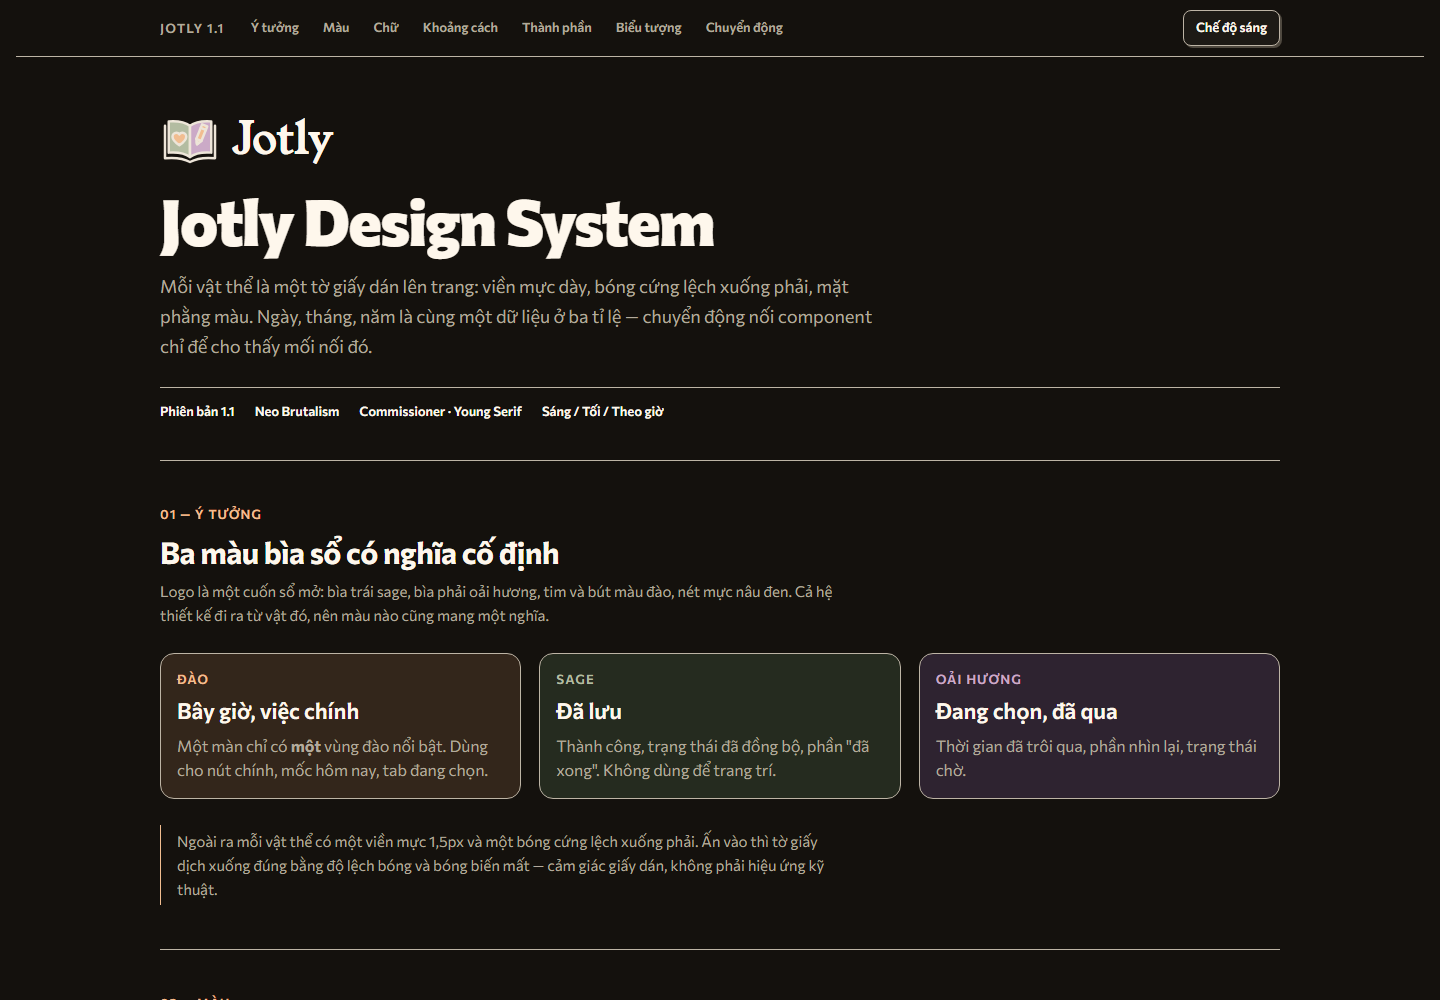 JOTLY 1.1 Ý tưởng Màu Chữ Khoảng cách Thành phần Biểu tượng Chuyển động Chế độ sáng
Jotly
Jotly Design System
Mỗi vật thể là một tờ giấy dán lên trang: viền mực dày, bóng cứng lệch xuống phải, mặt
phẳng màu. Ngày, tháng, năm là cùng một dữ liệu ở ba tỉ lệ — chuyển động nối component
chỉ để cho thấy mối nối đó.
Phiên bản 1.1 Neo Brutalism Commissioner · Young Serif Sáng / Tối / Theo giờ
01 — Ý TƯỞNG
Ba màu bìa sổ có nghĩa cố định
Logo là một cuốn sổ mở: bìa trái sage, bìa phải oải hương, tim và bút màu đào, nét mực nâu đen. Cả hệ
thiết kế đi ra từ vật đó, nên màu nào cũng mang một nghĩa.
ĐÀO
Bây giờ, việc chính
Một màn chỉ có một vùng đào nổi bật. Dùng
cho nút chính, mốc hôm nay, tab đang chọn.
SAGE
Đã lưu
Thành công, trạng thái đã đồng bộ, phần "đã
xong". Không dùng để trang trí.
OẢI HƯƠNG
Đang chọn, đã qua
Thời gian đã trôi qua, phần nhìn lại, trạng thái
chờ.
Ngoài ra mỗi vật thể có một viền mực 1,5px và một bóng cứng lệch xuống phải. Ấn vào thì tờ giấy
dịch xuống đúng bằng độ lệch bóng và bóng biến mất — cảm giác giấy dán, không phải hiệu ứng kỹ
thuật.